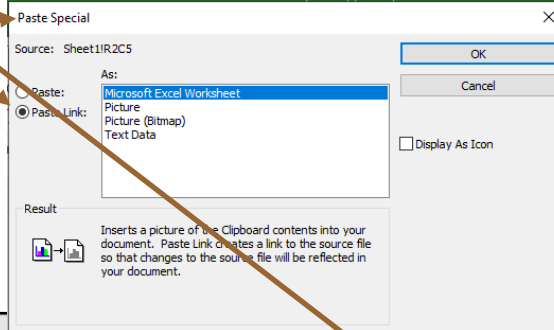 Paste Special
Source: Sheet1!R2C5
As:
Paste:
Paste Link:
Microsoft Excel Worksheet
Picture
Picture (Bitmap)
Text Data
OK
Cancel
Display As Icon
Result
Inserts a picture of the Clipboard contents into your
document. Paste Link creates a link to the source file
so that changes to the source file will be reflected in
your document.